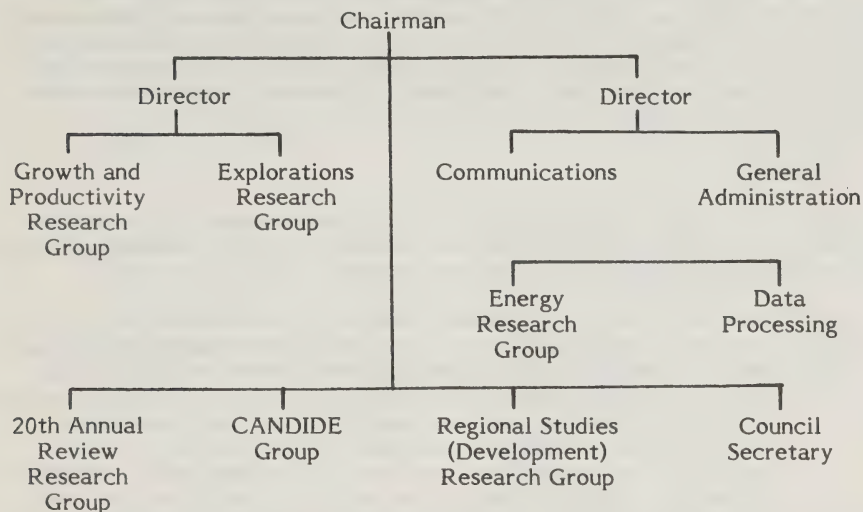 Chairman
Director
Director
Growth and
Productivity
Research
Group
Explorations
Research
Group
Communications
General
Administration
Energy
Research
Group
Data
Processing
20th Annual
Review
Research
Group
CANDIDE
Group
Regional Studies
(Development)
Research Group
Council
Secretary